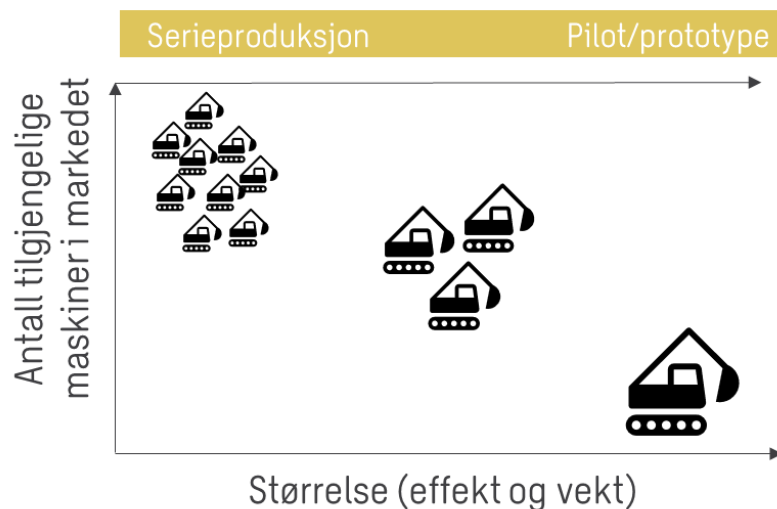 Serieproduksjon
Pilot/prototype
Antall tilgjengelige
maskiner i markedet
Størrelse (effekt og vekt)